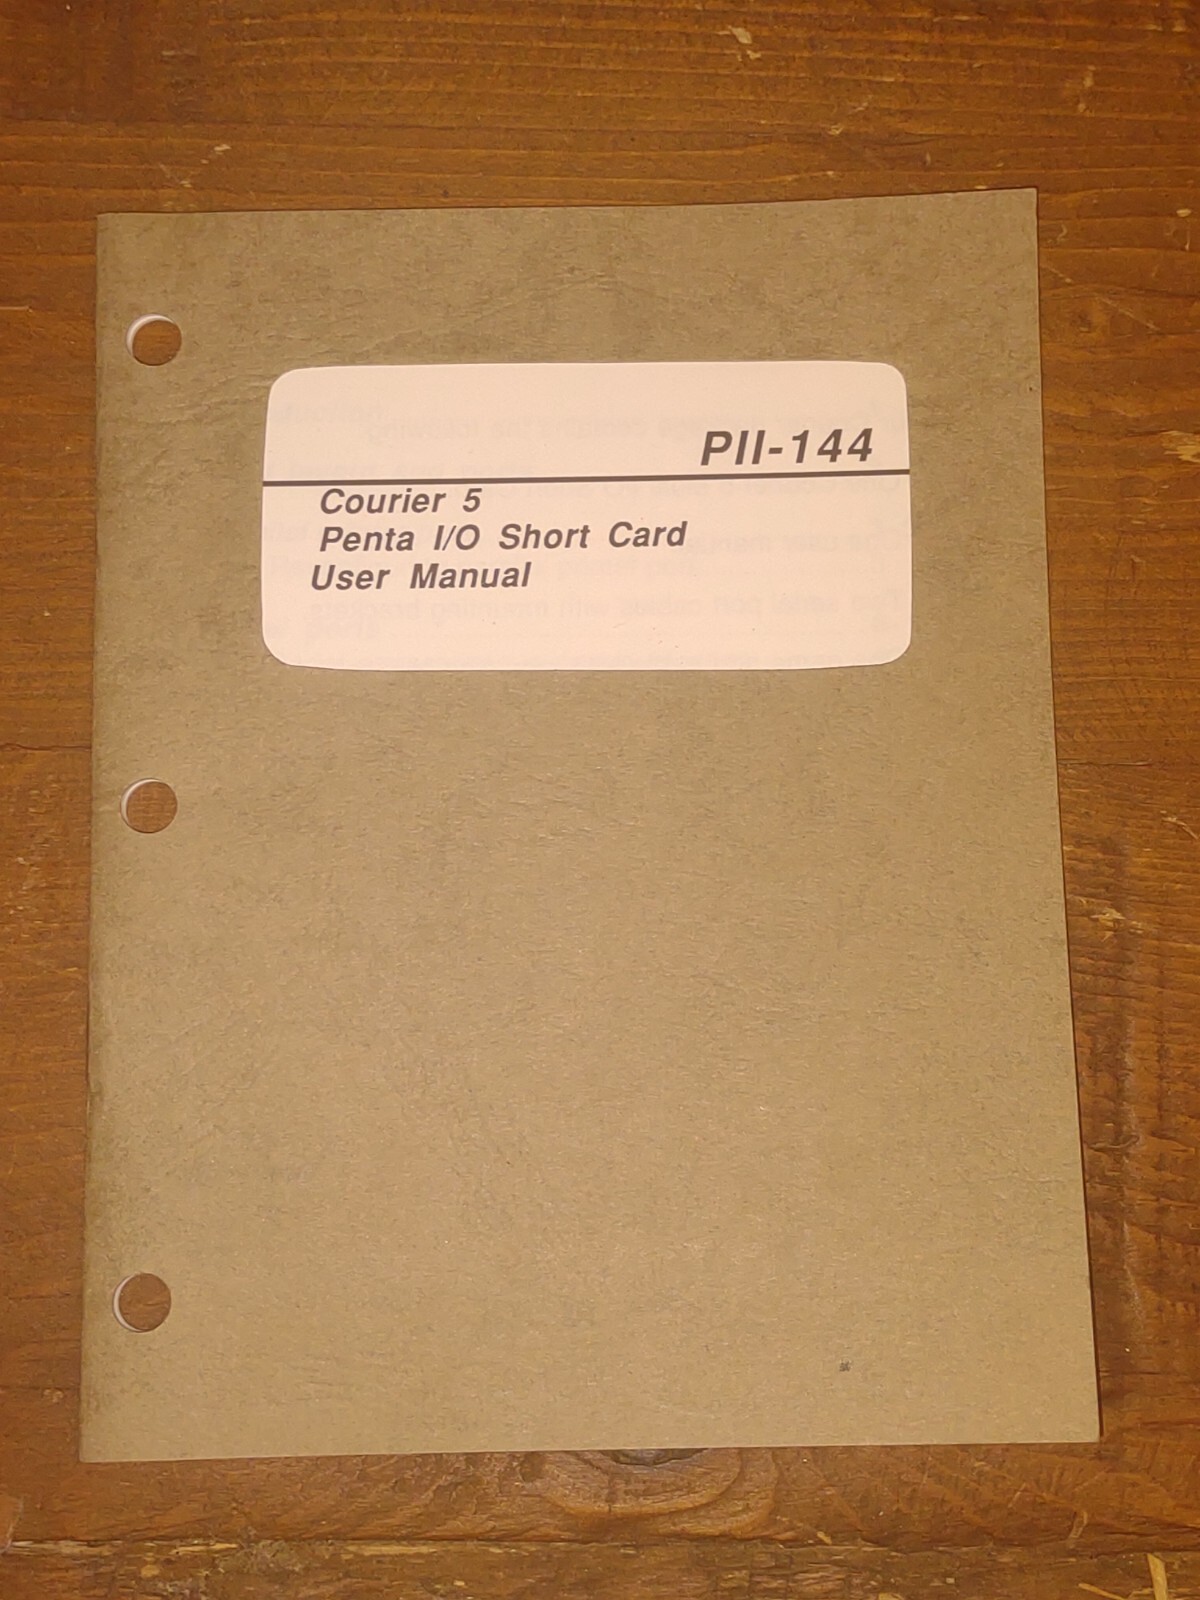 PII-144
Courier 5
Penta I/O Short Card
User Manual